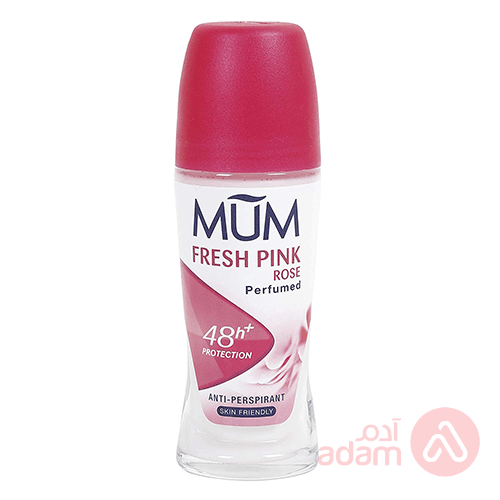 MUM
FRESH PINK
ROSE
Perfumed
48h+
PROTECTION
ANTI-PERSPIRANT
SKIN FRIENDLY
آدم
adam